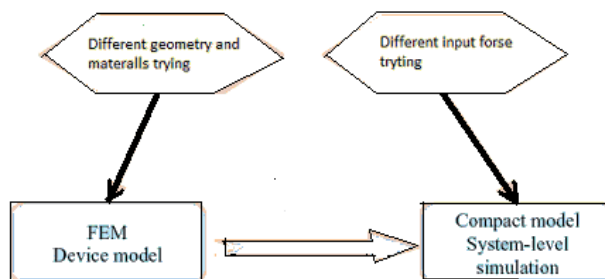 Different geometry and
materalls trying
Different input forse
tryting
FEM
Device model
Compact model
System-level
simulation